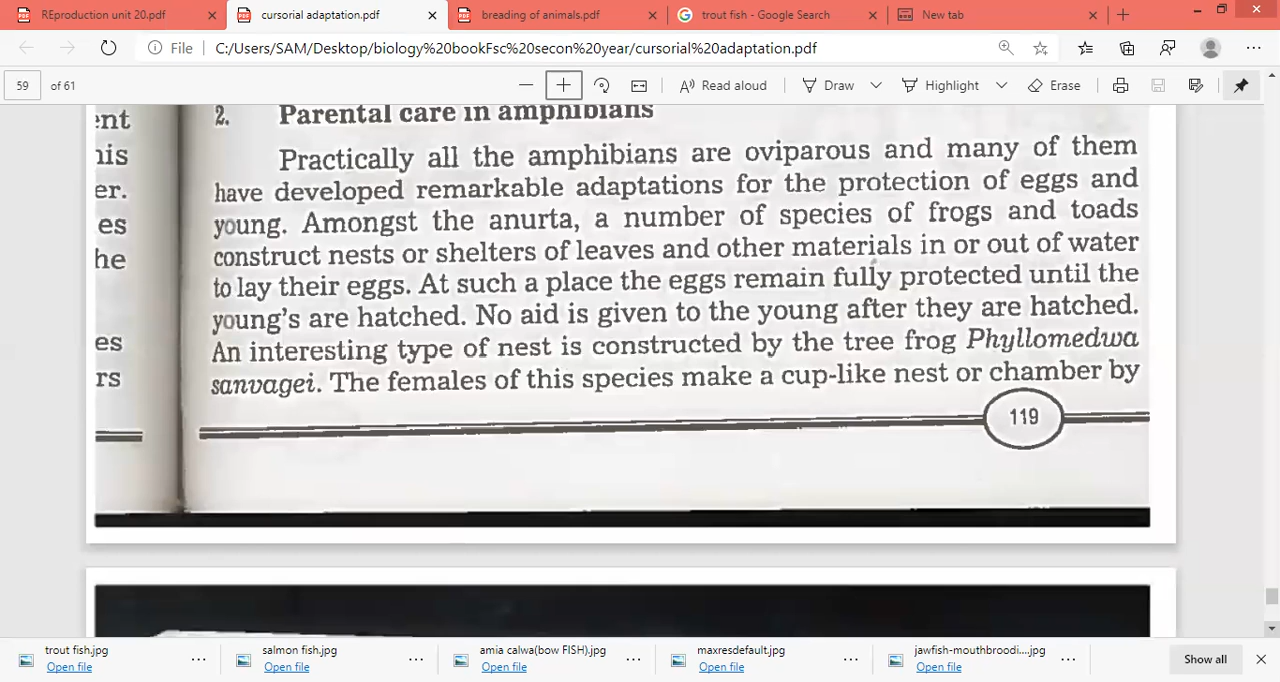 REproduction unit 20.pdf
cursorial adaptation.pdf
breading of animals.pdf
trout fish - Google Search
New tab
File
C:/Users/SAM/Desktop/biology%20bookFsc%20secon%20year/cursorial%20adaptation.pdf
59 of 61
Read aloud
Draw
Highlight
Erase
ent
his
er.
es
he
es
rs
2. Parental care in amphibians
Practically all the amphibians are oviparous and many of them
have developed remarkable adaptations for the protection of eggs and
young. Amongst the anurta, a number of species of frogs and toads
construct nests or shelters of leaves and other materials in or out of water
to lay their eggs. At such a place the eggs remain fully protected until the
young's are hatched. No aid is given to the young after they are hatched.
An interesting type of nest is constructed by the tree frog Phyllomedwa
sanvagei. The females of this species make a cup-like nest or chamber by
119
trout fish.jpg
Open file
salmon fish.jpg
Open file
amia calwa(bow FISH).jpg
Open file
maxresdefault.jpg
Open file
jawfish-mouthbroodi....jpg
Open file
Show all